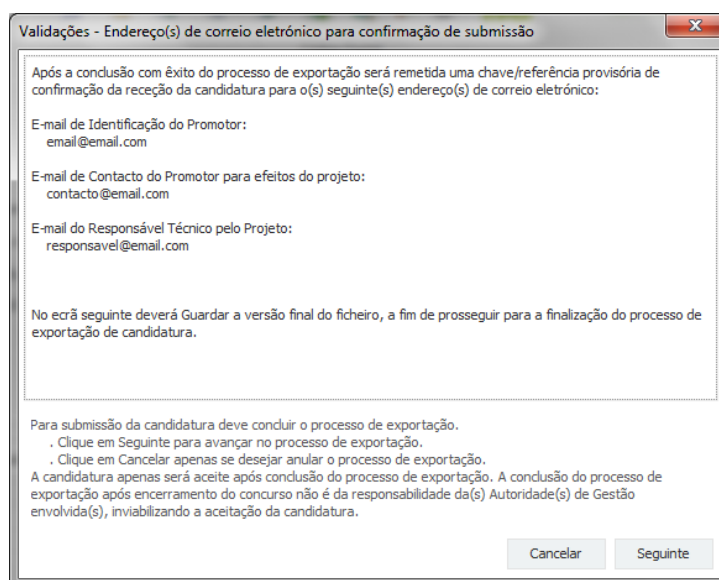 Validações - Endereço(s) de correio eletrónico para confirmação de submissão
Após a conclusão com êxito do processo de exportação será remetida uma chave/referência provisória de
confirmação da receção da candidatura para o(s) seguinte(s) endereço(s) de correio eletrónico:
E-mail de Identificação do Promotor:
email@email.com
E-mail de Contacto do Promotor para efeitos do projeto:
contacto@email.com
E-mail do Responsável Técnico pelo Projeto:
responsavel@email.com
No ecrã seguinte deverá Guardar a versão final do ficheiro, a fim de prosseguir para a finalização do processo de
exportação de candidatura.
Para submissão da candidatura deve concluir o processo de exportação.
. Clique em Seguinte para avançar no processo de exportação.
. Clique em Cancelar apenas se desejar anular o processo de exportação.
A candidatura apenas será aceite após conclusão do processo de exportação. A conclusão do processo de
exportação após encerramento do concurso não é da responsabilidade da(s) Autoridade(s) de Gestão
envolvida(s), inviabilizando a aceitação da candidatura.
Cancelar Seguinte